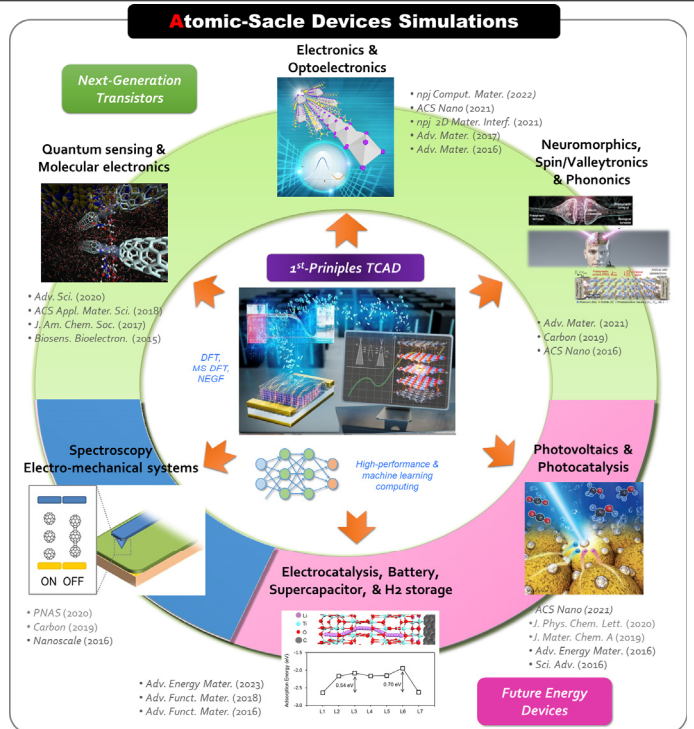 Atomic-Sacle Devices Simulations
Electronics &
Optoelectronics
Next-Generation
Transistors
• npj Comput. Mater. (2022)
• ACS Nano (2021)
• npj 2D Mater. Interf. (2021)
• Adv. Mater. (2017)
• Adv. Mater. (2016)
Quantum sensing &
Molecular electronics
Neuromorphics,
Spin/Valleytronics
& Phononics
1st-Priniples TCAD
• Adv. Sci. (2020)
• ACS Appl. Mater. Sci. (2018)
• J. Am. Chem. Soc. (2017)
• Biosens. Bioelectron. (2015)
• Adv. Mater. (2021)
• Carbon (2019)
• ACS Nano (2016)
DFT,
MS DFT,
NEGF
Spectroscopy
Electro-mechanical systems
High-performance &
machine learning
computing
Photovoltaics &
Photocatalysis
ON OFF
Electrocatalysis, Battery,
Supercapacitor, & H2 storage
• PNAS (2020)
• Carbon (2019)
• Nanoscale (2016)
ACS Nano (2021)
• J. Phys. Chem. Lett. (2020)
• J. Mater. Chem. A (2019)
• Adv. Energy Mater. (2016)
• Sci. Adv. (2016)
Li
Ti
O
C
Adsorption Energy (eV)
-1.5
-2.0
-2.5
-3.0
0.54 eV
0.70 eV
L1 L2 L3 L4 L5 L6 L7
• Adv. Energy Mater. (2023)
• Adv. Funct. Mater. (2018)
• Adv. Funct. Mater. (2016)
Future Energy
Devices